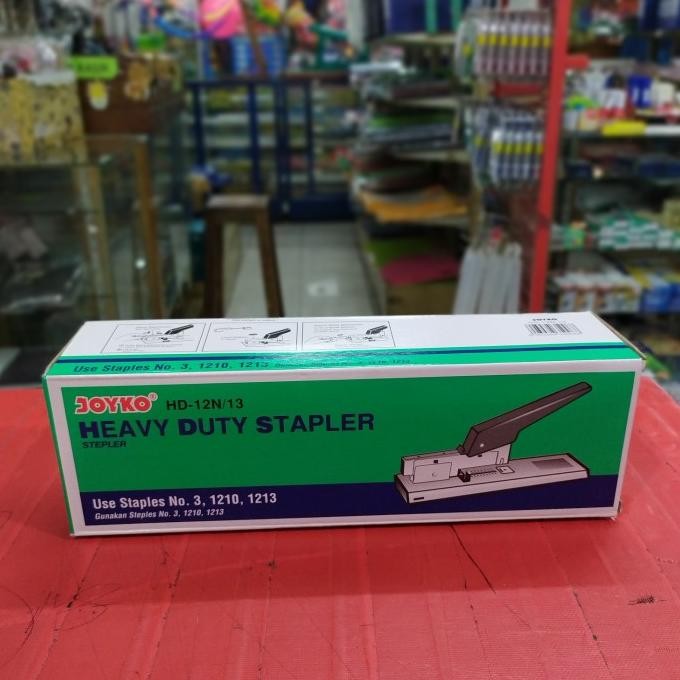 Use Staples No. 3, 1210, 1213
JOYKO® HD-12N/13
HEAVY DUTY STAPLER
STEPLER
Use Staples No. 3, 1210, 1213
Gunakan Steples No. 3, 1210, 1213